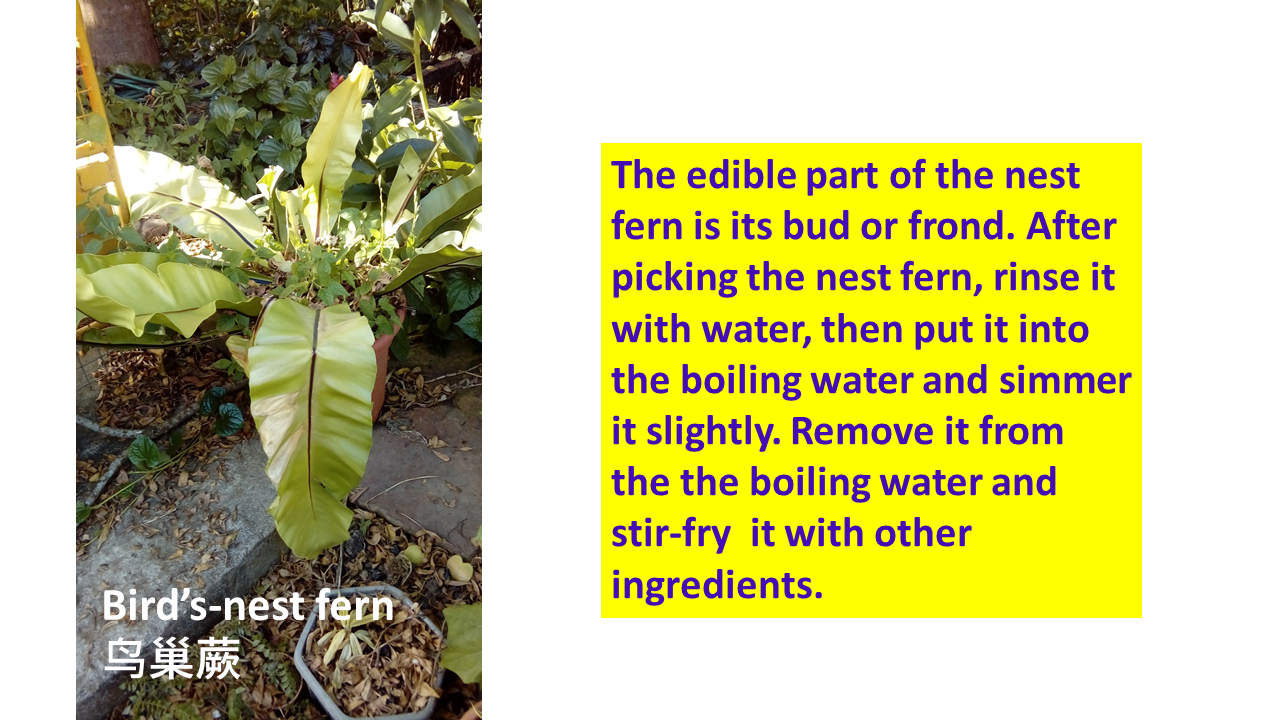 Bird’s-nest fern
鸟巢蕨
The edible part of the nest
fern is its bud or frond. After
picking the nest fern, rinse it
with water, then put it into
the boiling water and simmer
it slightly. Remove it from
the the boiling water and
stir-fry  it with other
ingredients.